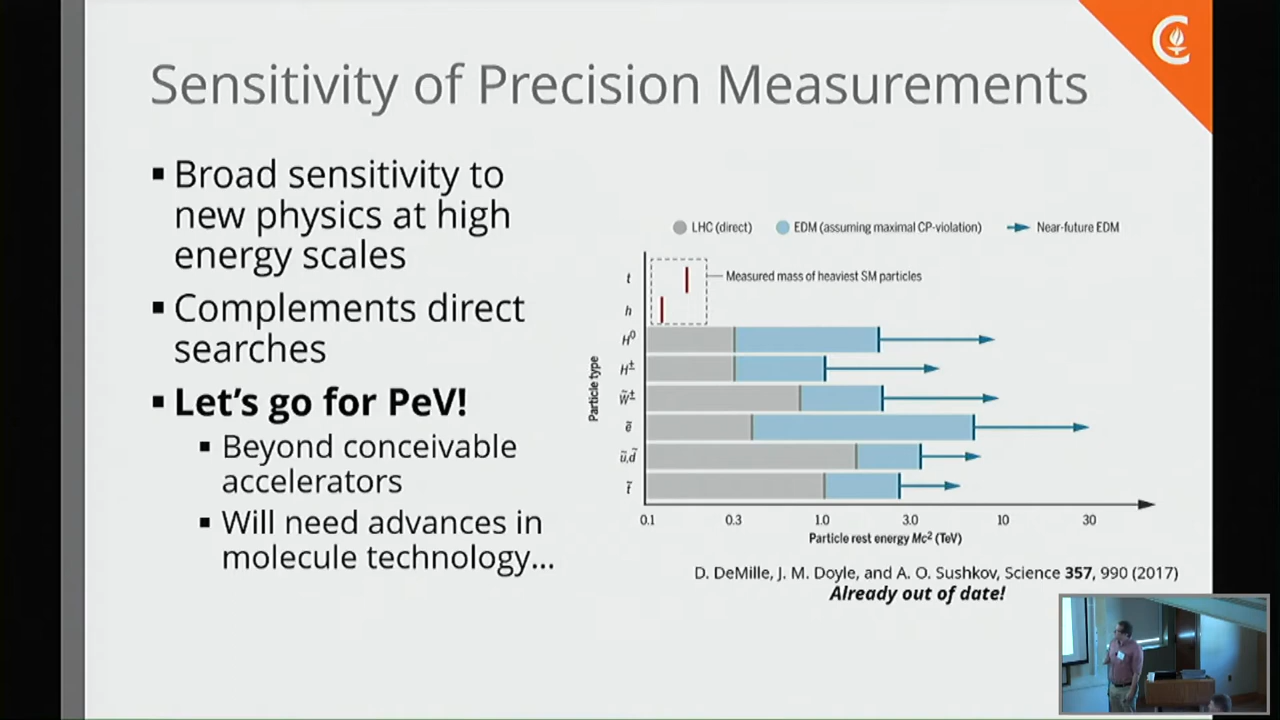 Sensitivity of Precision Measurements
▪ Broad sensitivity to
new physics at high
energy scales
▪ Complements direct
searches
▪ Let's go for PeV!
▪ Beyond conceivable
accelerators
▪ Will need advances in
molecule technology...
LHC (direct)
EDM (assuming maximal CP-violation)
Near-future EDM
Measured mass of heaviest SM particles
Particle type
t
h
H⁰
H±
W̃±
ẽ
ũ,d̃
t̃
0.1 0.3 1.0 3.0 10 30
Particle rest energy Mc² (TeV)
D. DeMille, J. M. Doyle, and A. O. Sushkov, Science 357, 990 (2017)
Already out of date!